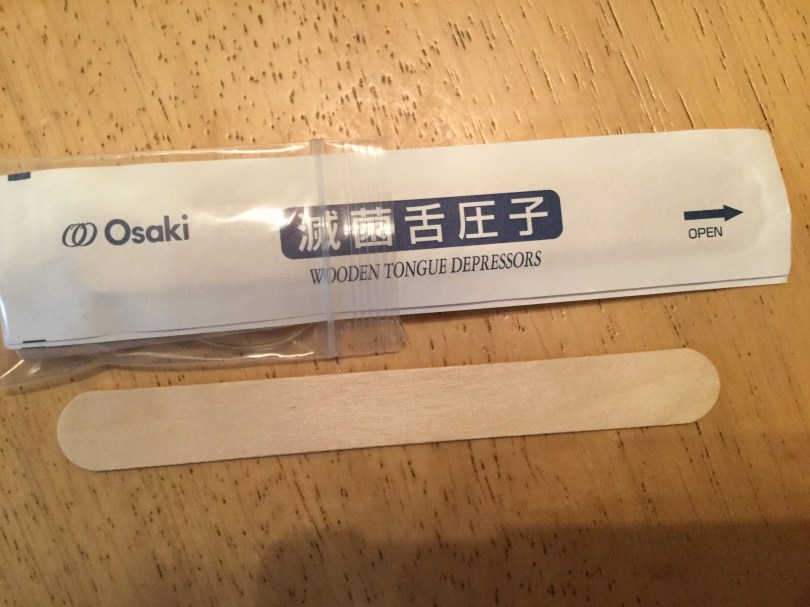 Osaki
滅菌舌圧子
WOODEN TONGUE DEPRESSORS
OPEN